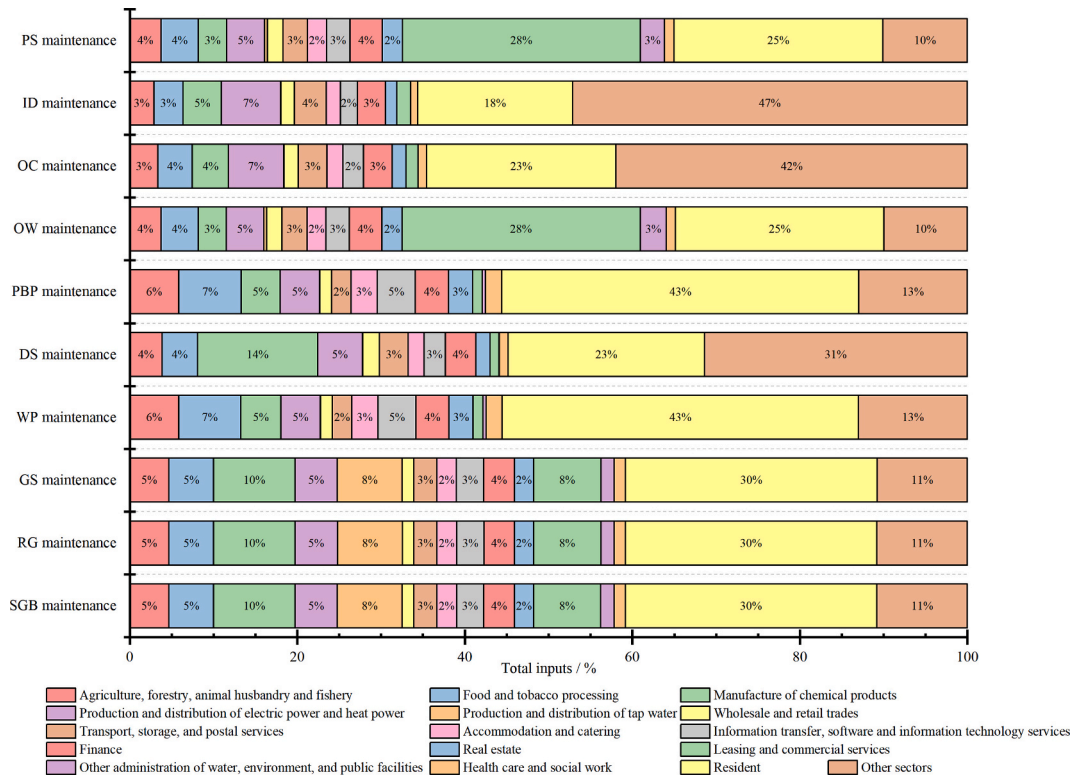 PS maintenance 4% 4% 3% 5% 3% 2% 3% 4% 2% 28% 3% 25% 10%
ID maintenance 3% 3% 5% 7% 4% 2% 3% 18% 47%
OC maintenance 3% 4% 4% 7% 3% 2% 3% 23% 42%
OW maintenance 4% 4% 3% 5% 3% 2% 3% 4% 2% 28% 3% 25% 10%
PBP maintenance 6% 7% 5% 5% 2% 3% 5% 4% 3% 43% 13%
DS maintenance 4% 4% 14% 5% 3% 3% 4% 23% 31%
WP maintenance 6% 7% 5% 5% 2% 3% 5% 4% 3% 43% 13%
GS maintenance 5% 5% 10% 5% 8% 3% 2% 3% 4% 2% 8% 30% 11%
RG maintenance 5% 5% 10% 5% 8% 3% 2% 3% 4% 2% 8% 30% 11%
SGB maintenance 5% 5% 10% 5% 8% 3% 2% 3% 4% 2% 8% 30% 11%
0 20 40 60 80 100
Total inputs / %
Agriculture, forestry, animal husbandry and fishery Food and tobacco processing Manufacture of chemical products
Production and distribution of electric power and heat power Production and distribution of tap water Wholesale and retail trades
Transport, storage, and postal services Accommodation and catering Information transfer, software and information technology services
Finance Real estate Leasing and commercial services
Other administration of water, environment, and public facilities Health care and social work Resident Other sectors